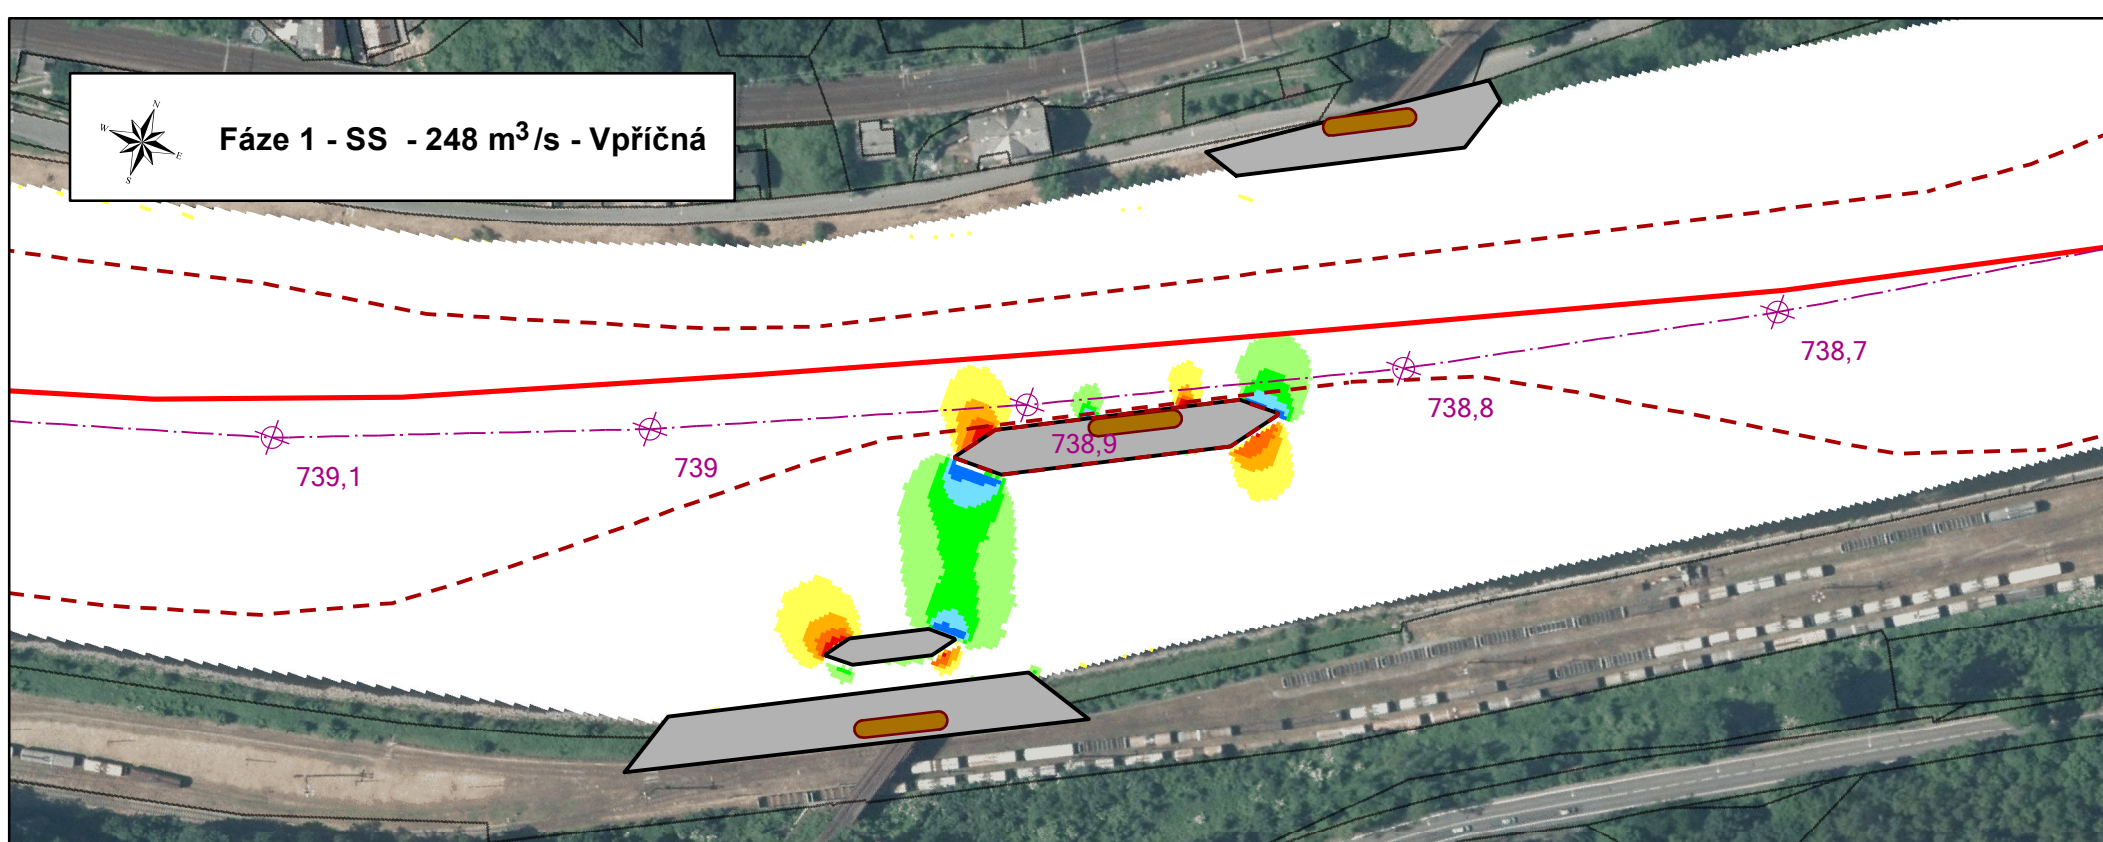 N
W
E
S
Fáze 1 - SS - 248 m³/s - Vpříčná
738,7
738,8
738,9
739
739,1